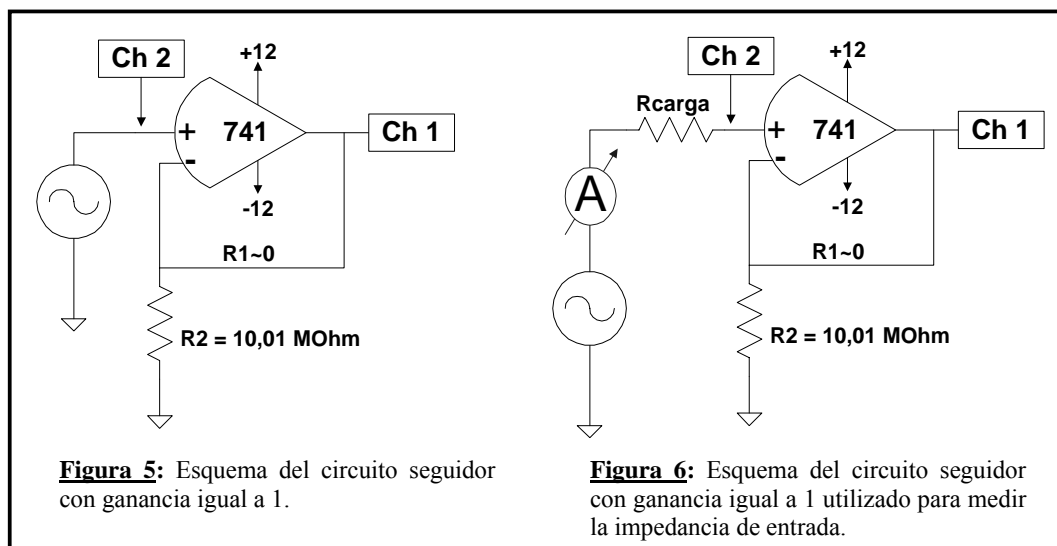 Ch 2
+12
+
741
-
Ch 1
-12
R1~0
R2 = 10,01 MOhm
Figura 5: Esquema del circuito seguidor
con ganancia igual a 1.
Ch 2
+12
Rcarga
+
741
-
Ch 1
A
-12
R1~0
R2 = 10,01 MOhm
Figura 6: Esquema del circuito seguidor
con ganancia igual a 1 utilizado para medir
la impedancia de entrada.